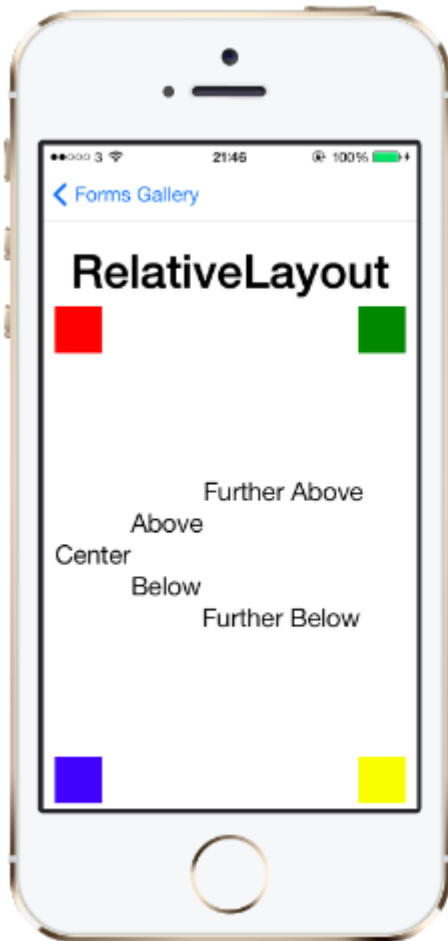 3 21:46 100%
Forms Gallery
RelativeLayout
Further Above
Above
Center
Below
Further Below